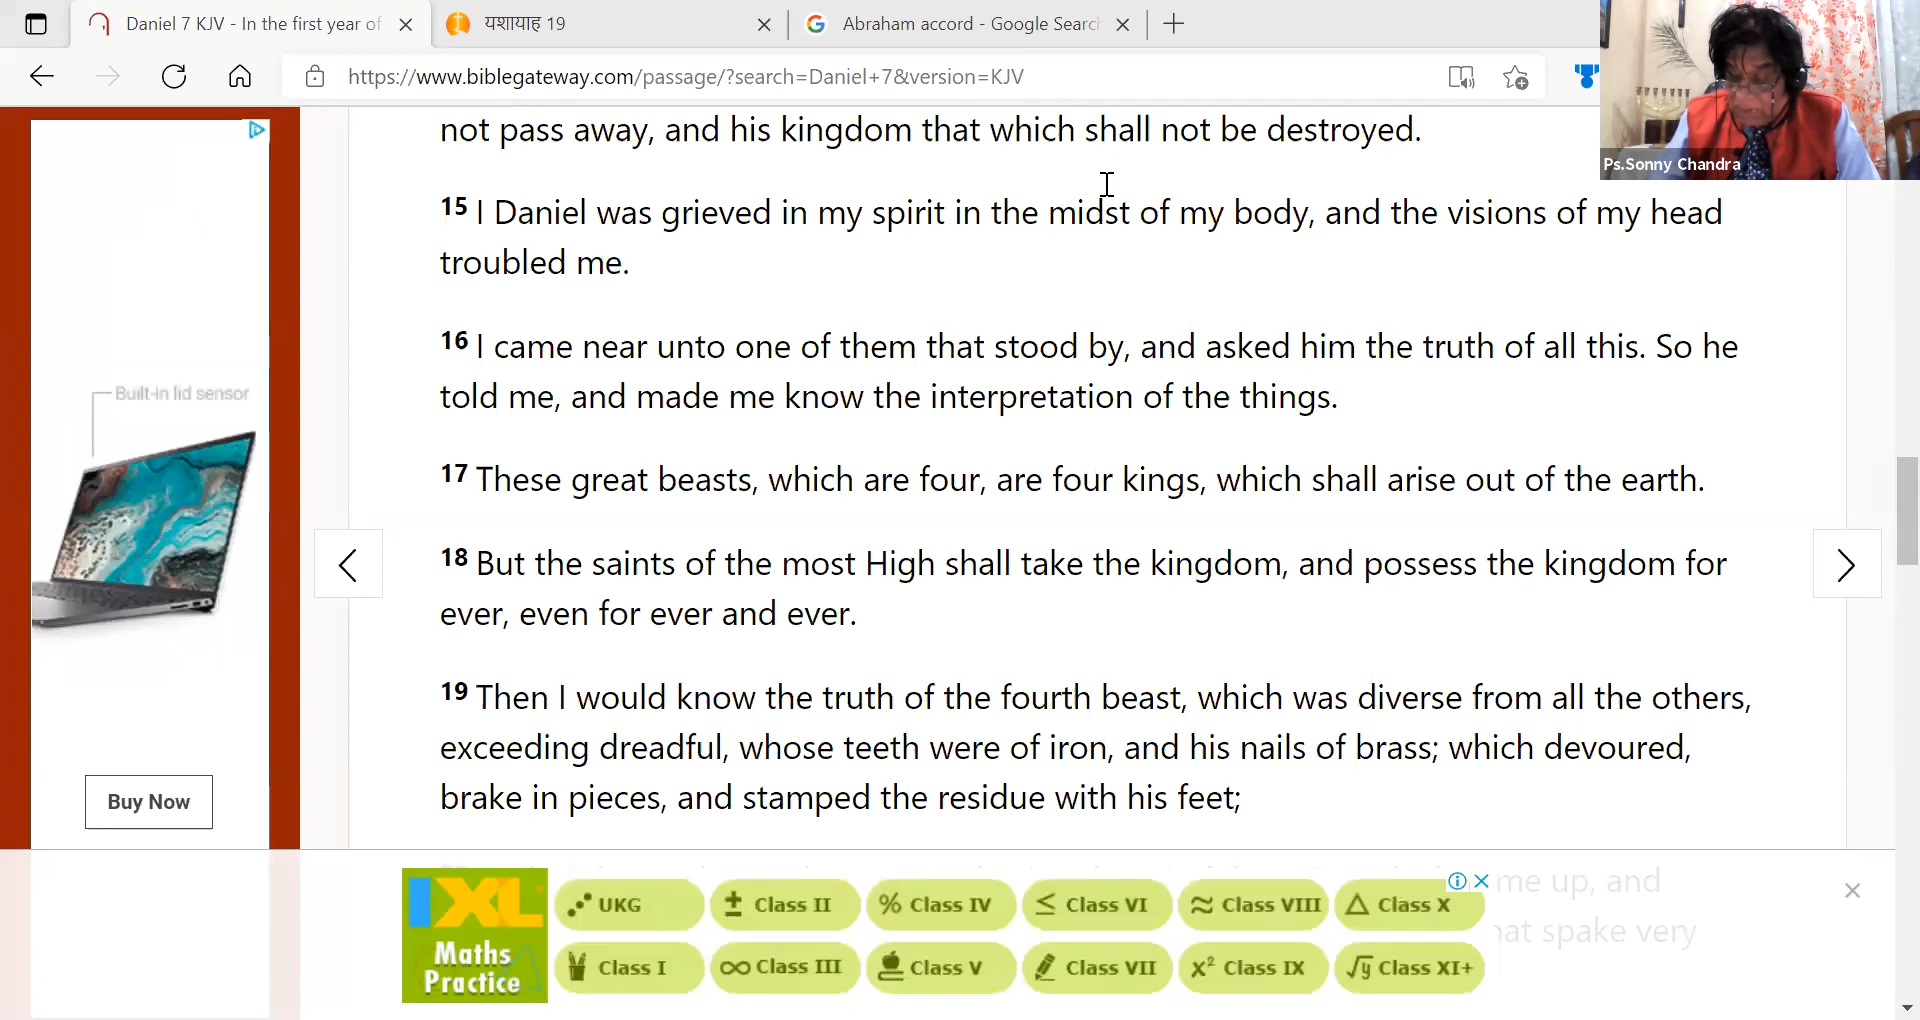 Daniel 7 KJV - In the first year of
यशायाह 19
Abraham accord - Google Search
https://www.biblegateway.com/passage/?search=Daniel+7&version=KJV
Ps.Sonny Chandra
not pass away, and his kingdom that which shall not be destroyed.
15 I Daniel was grieved in my spirit in the midst of my body, and the visions of my head
troubled me.
16 I came near unto one of them that stood by, and asked him the truth of all this. So he
told me, and made me know the interpretation of the things.
17 These great beasts, which are four, are four kings, which shall arise out of the earth.
18 But the saints of the most High shall take the kingdom, and possess the kingdom for
ever, even for ever and ever.
19 Then I would know the truth of the fourth beast, which was diverse from all the others,
exceeding dreadful, whose teeth were of iron, and his nails of brass; which devoured,
brake in pieces, and stamped the residue with his feet;
me up, and
spake very
Built-in lid sensor
Buy Now
IXL
Maths
Practice
UKG
± Class II
% Class IV
≤ Class VI
≈ Class VIII
△ Class X
Class I
∞ Class III
Class V
Class VII
x² Class IX
√y Class XI+